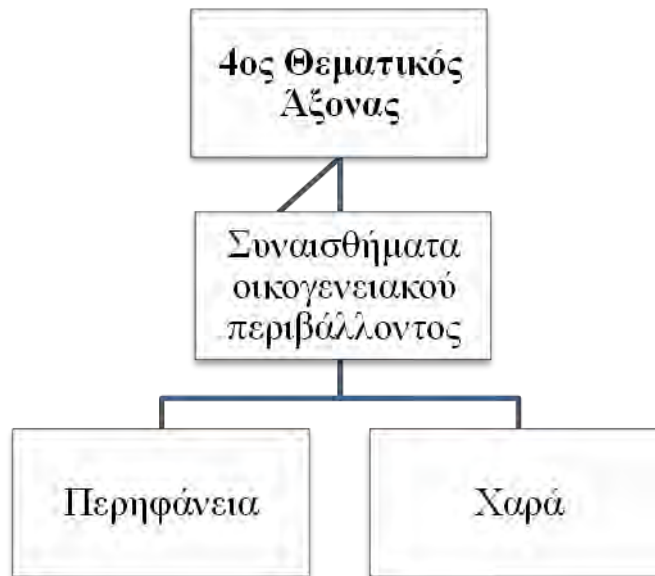 4ος Θεματικός
Άξονας
Συναισθήματα
οικογενειακού
περιβάλλοντος
Περηφάνεια
Χαρά